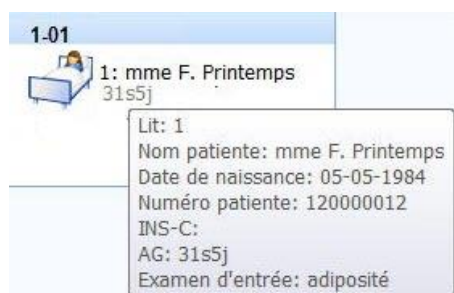 1-01
1: mme F. Printemps
31s5j
Lit: 1
Nom patiente: mme F. Printemps
Date de naissance: 05-05-1984
Numéro patiente: 120000012
INS-C:
AG: 31s5j
Examen d'entrée: adiposité